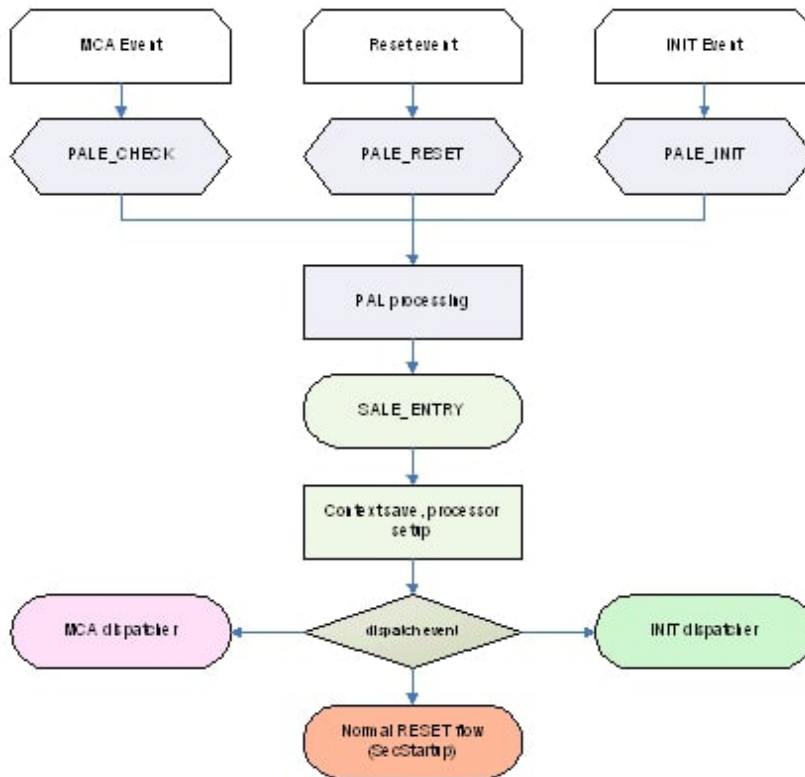 MCA Event
Reset event
INIT Event
PALE_CHECK
PALE_RESET
PALE_INIT
PAL processing
SALE_ENTRY
Context save, processor
setup
MCA dispatcher
dispatch event
INIT dispatcher
Normal RESET flow
(SecStartup)